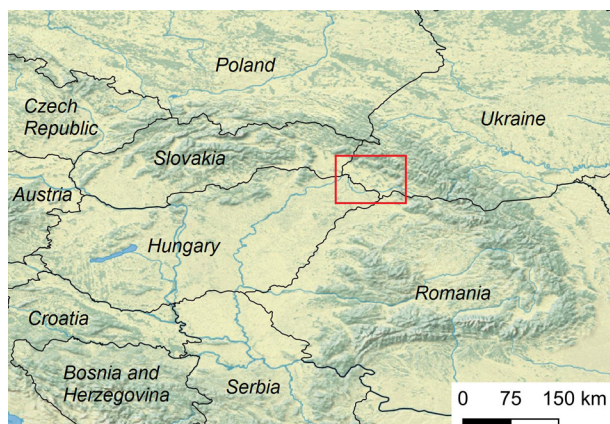 Poland
Czech
Republic
Ukraine
Slovakia
Austria
Hungary
Romania
Croatia
Bosnia and
Herzegovina
Serbia
0 75 150 km